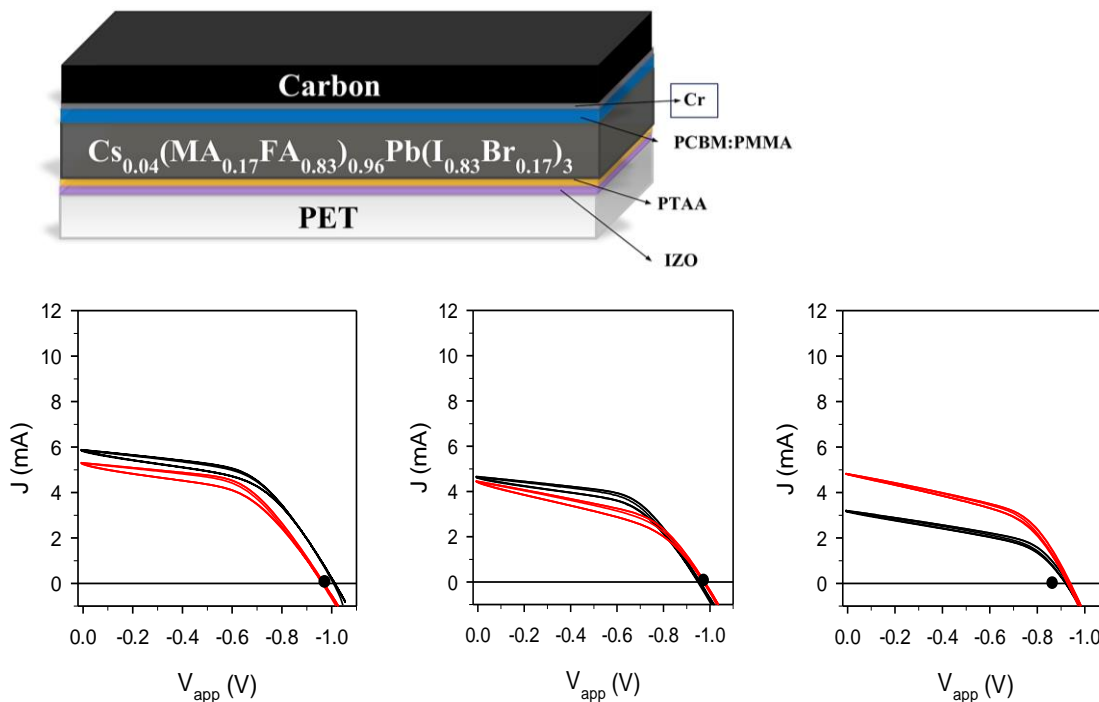 Carbon
Cr
Cs0.04(MA0.17FA0.83)0.96Pb(I0.83Br0.17)3
PCBM:PMMA
PTAA
PET
IZO
12
10
8
6
4
2
0
J (mA)
0.0 -0.2 -0.4 -0.6 -0.8 -1.0
Vapp (V)
12
10
8
6
4
2
0
J (mA)
0.0 -0.2 -0.4 -0.6 -0.8 -1.0
Vapp (V)
12
10
8
6
4
2
0
J (mA)
0.0 -0.2 -0.4 -0.6 -0.8 -1.0
Vapp (V)